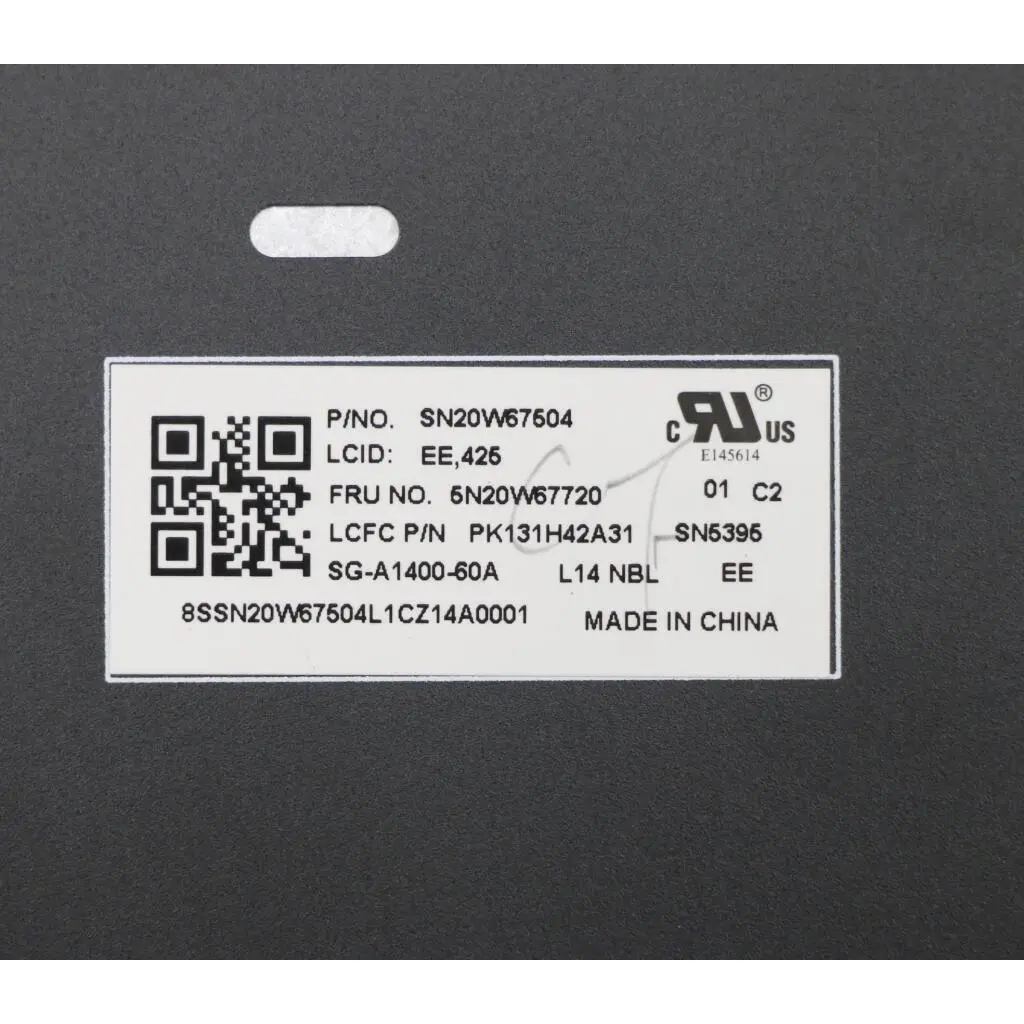 P/NO. SN20W67504
LCID: EE,425
FRU NO. 5N20W67720
LCFC P/N PK131H42A31 SN5395
SG-A1400-60A L14 NBL EE
8SSN20W67504L1CZ14A0001
MADE IN CHINA
c RU ® US
E145614
01 C2